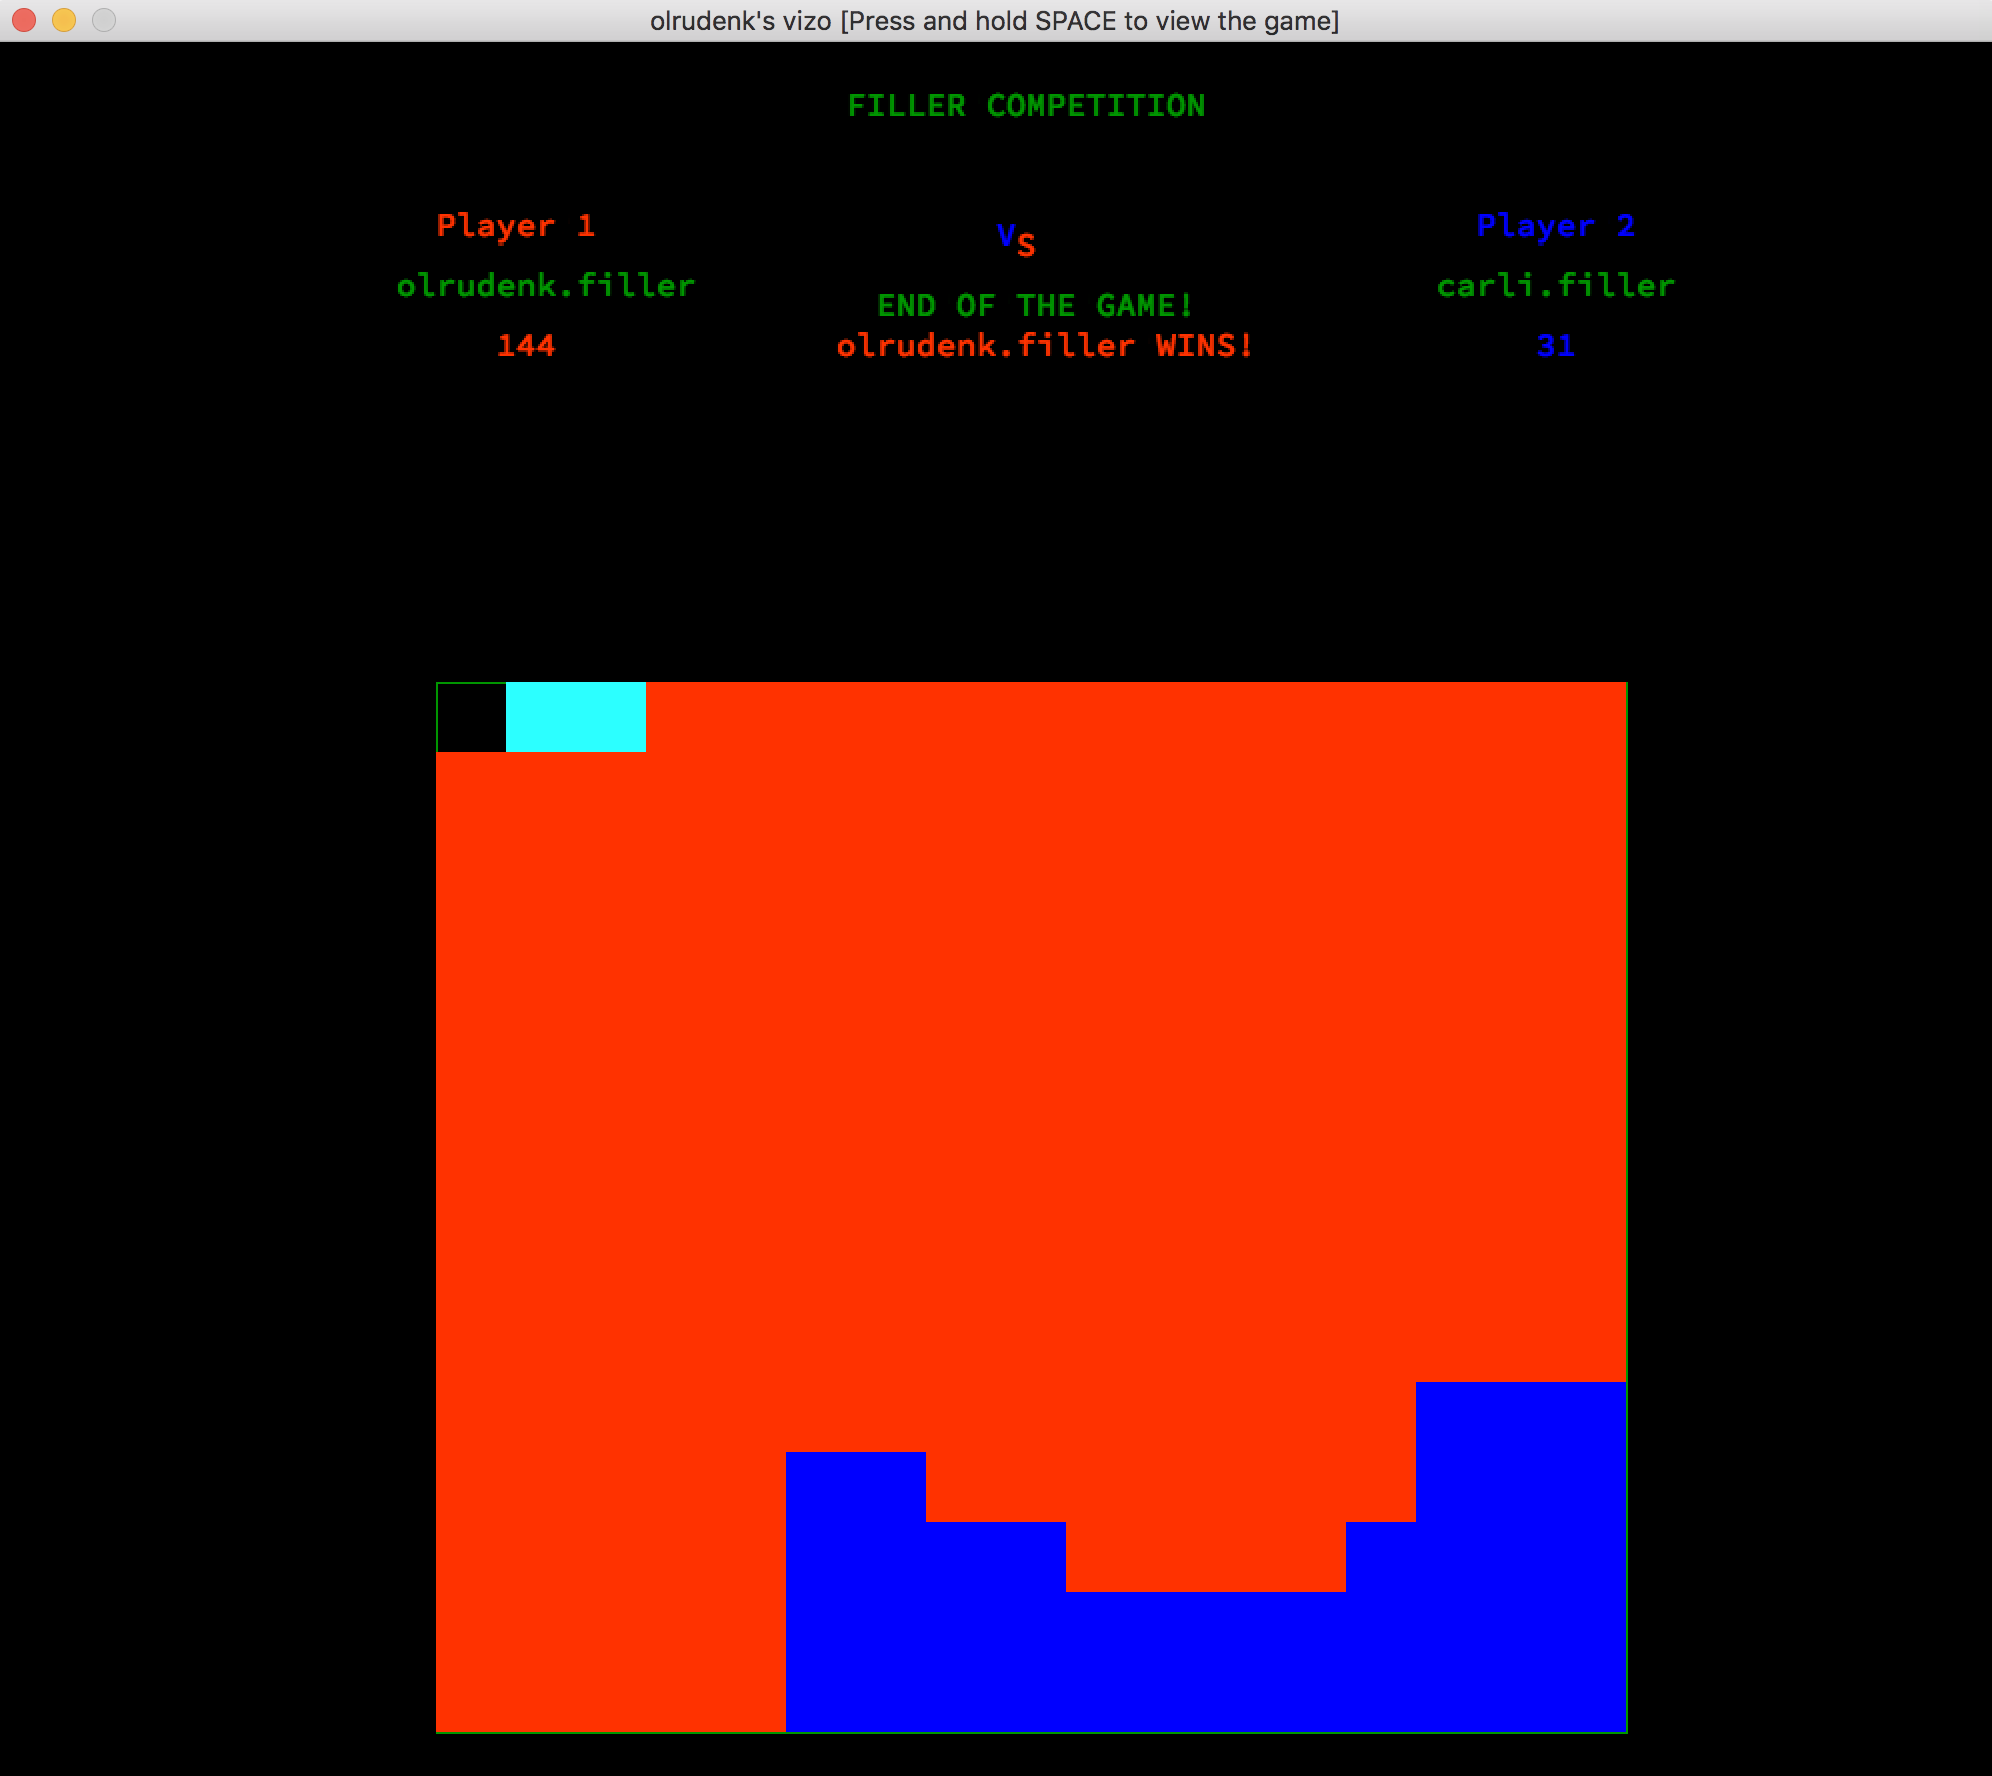 olrudenk's vizo [Press and hold SPACE to view the game]
FILLER COMPETITION
Player 1
VS
Player 2
olrudenk.filler
carli.filler
END OF THE GAME!
144
olrudenk.filler WINS!
31